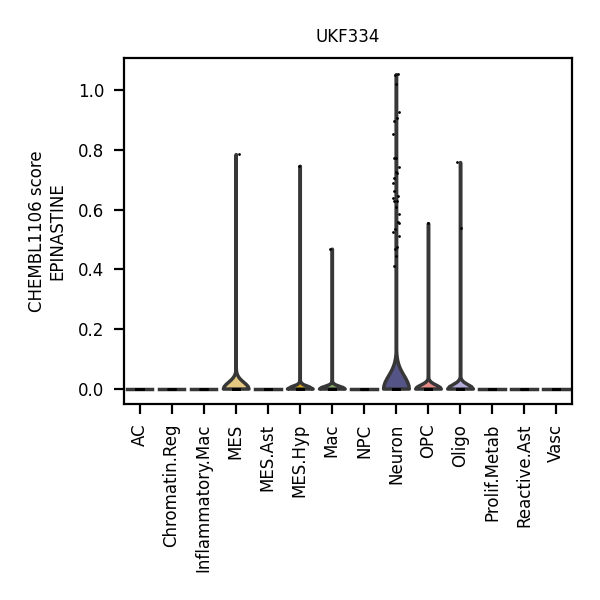 UKF334
CHEMBL1106 score
EPINASTINE
1.0
0.8
0.6
0.4
0.2
0.0
AC
Chromatin.Reg
Inflammatory.Mac
MES
MES.Ast
MES.Hyp
Mac
NPC
Neuron
OPC
Oligo
Prolif.Metab
Reactive.Ast
Vasc